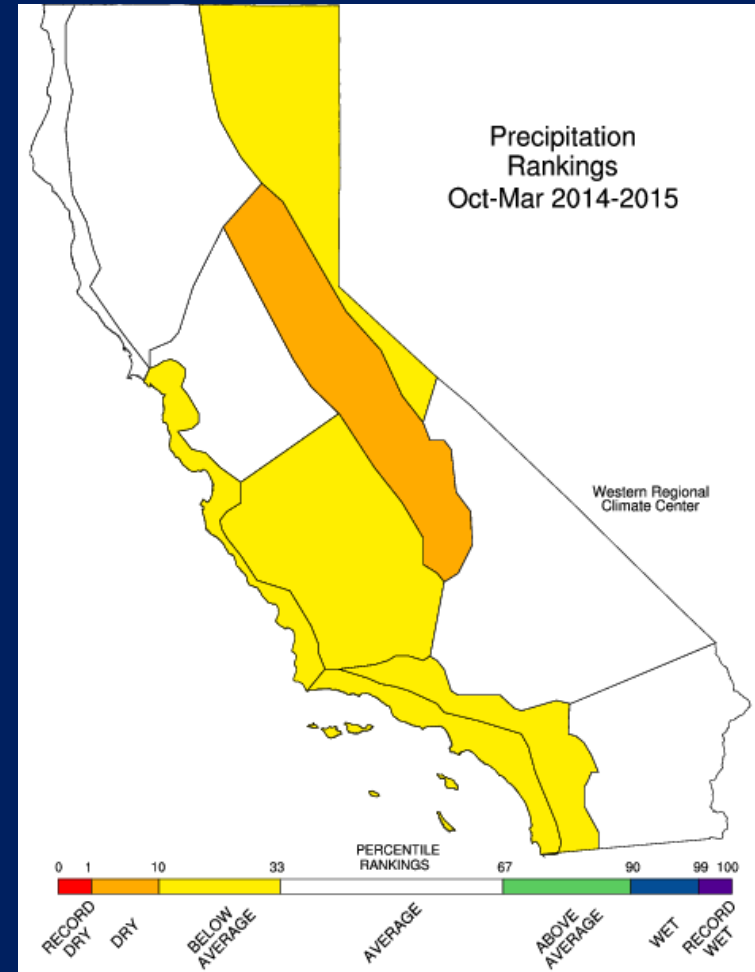 Precipitation
Rankings
Oct-Mar 2014-2015
Western Regional
Climate Center
PERCENTILE
RANKINGS
0 1 10 33 67 90 99 100
RECORD
DRY
DRY
BELOW
AVERAGE
AVERAGE
ABOVE
AVERAGE
WET
RECORD
WET